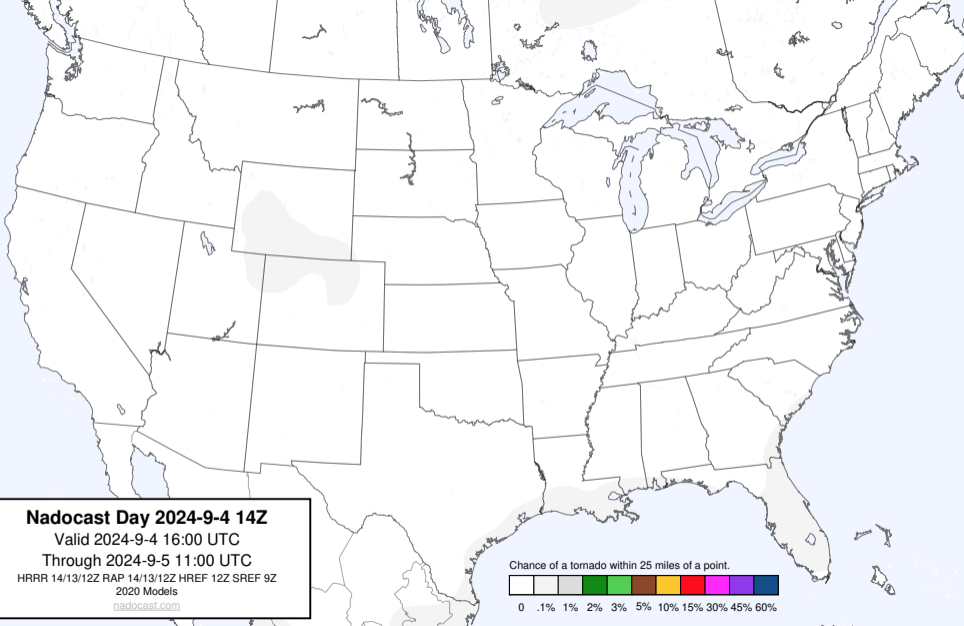 Nadocast Day 2024-9-4 14Z
Valid 2024-9-4 16:00 UTC
Through 2024-9-5 11:00 UTC
HRRR 14/13/12Z RAP 14/13/12Z HREF 12Z SREF 9Z
2020 Models
nadocast.com
Chance of a tornado within 25 miles of a point.
0 .1% 1% 2% 3% 5% 10% 15% 30% 45% 60%